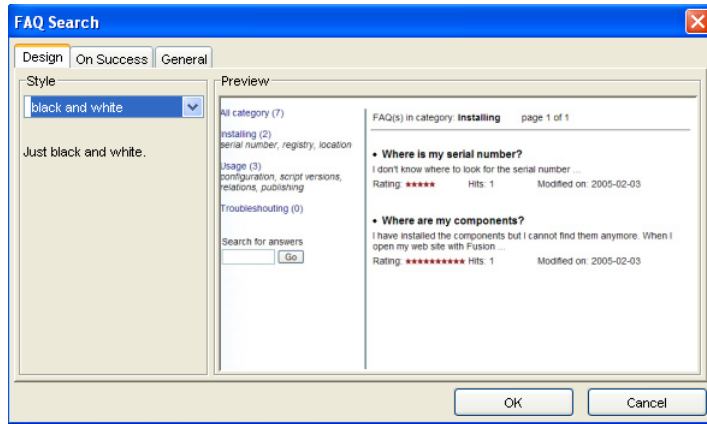 FAQ Search
Design On Success General
Style
black and white
Just black and white.
Preview
All category (7)
Installing (2)
serial number, registry, location
Usage (3)
configuration, script versions,
relations, publishing
Troubleshouting (0)
Search for answers
Go
FAQ(s) in category: Installing page 1 of 1
• Where is my serial number?
I don't know where to look for the serial number ...
Rating: ★★★★★ Hits: 1 Modified on: 2005-02-03
• Where are my components?
I have installed the components but I cannot find them anymore. When I
open my web site with Fusion ...
Rating: ★★★★★★★★★★ Hits: 1 Modified on: 2005-02-03
OK Cancel